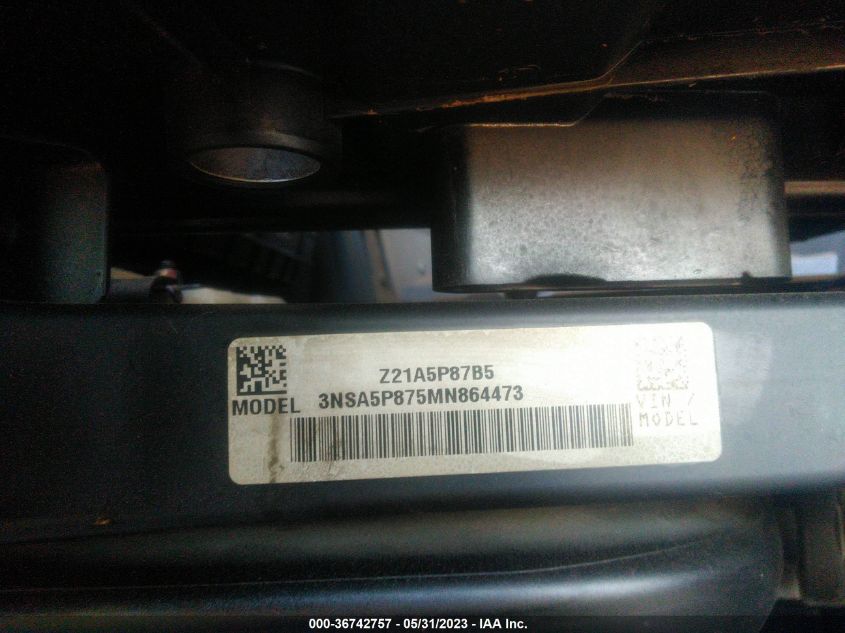 Z21A5P87B5
MODEL 3NSA5P875MN864473
VIN /
MODEL
000-36742757 - 05/31/2023 - IAA Inc.